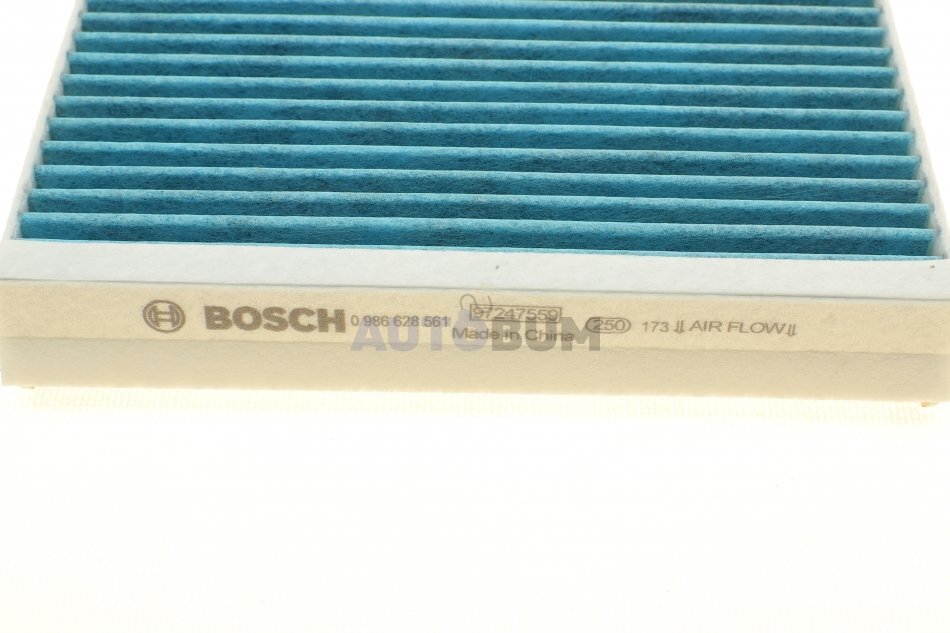 BOSCH 0 986 628 561 97247559 250 173 ⇊ AIR FLOW ⇊
Made in China
AUTOBUM